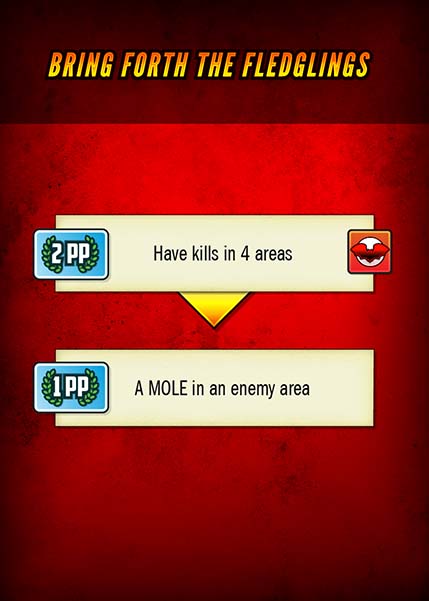 BRING FORTH THE FLEDGLINGS
2 PP
Have kills in 4 areas
1 PP
A MOLE in an enemy area